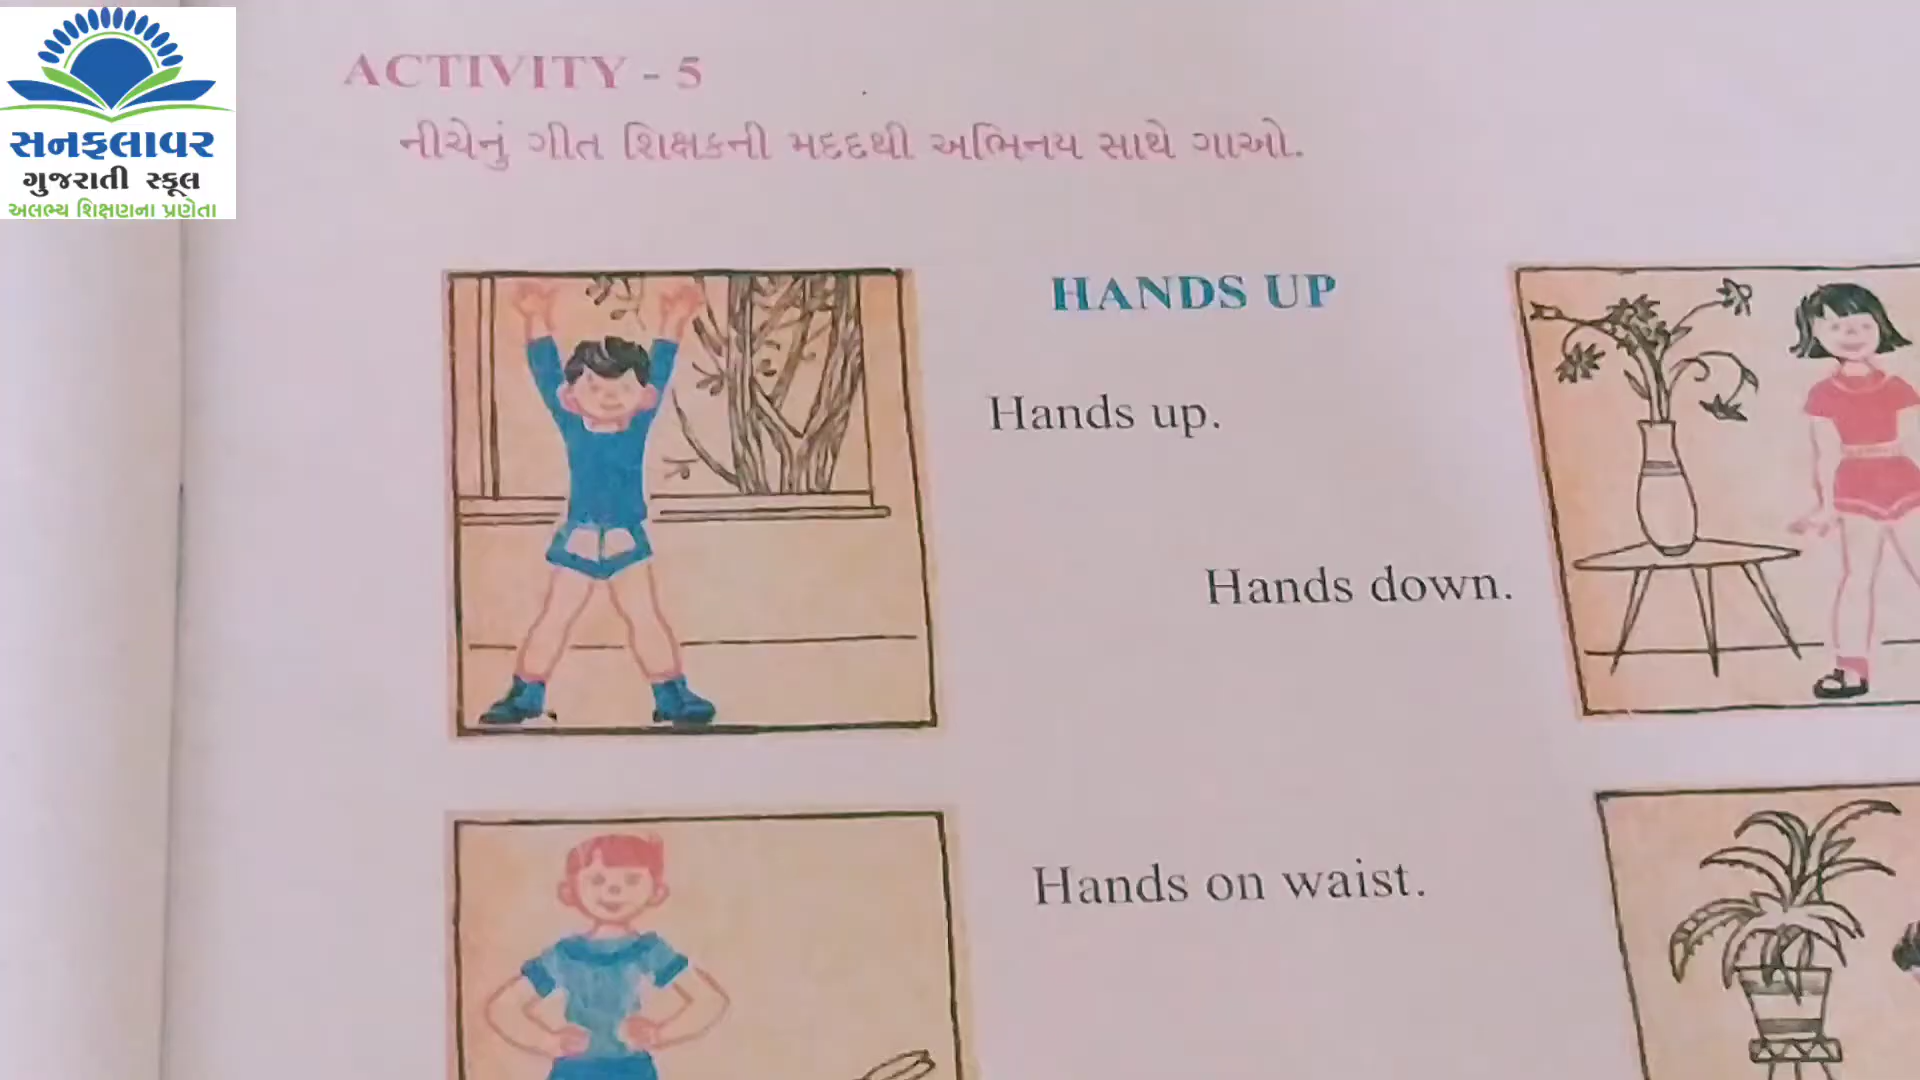 સનફલાવર
ગુજરાતી સ્કૂલ
અલભ્ય શિક્ષણના પ્રણેતા
ACTIVITY - 5
નીચેનું ગીત શિક્ષકની મદદથી અભિનય સાથે ગાઓ.
HANDS UP
Hands up.
Hands down.
Hands on waist.